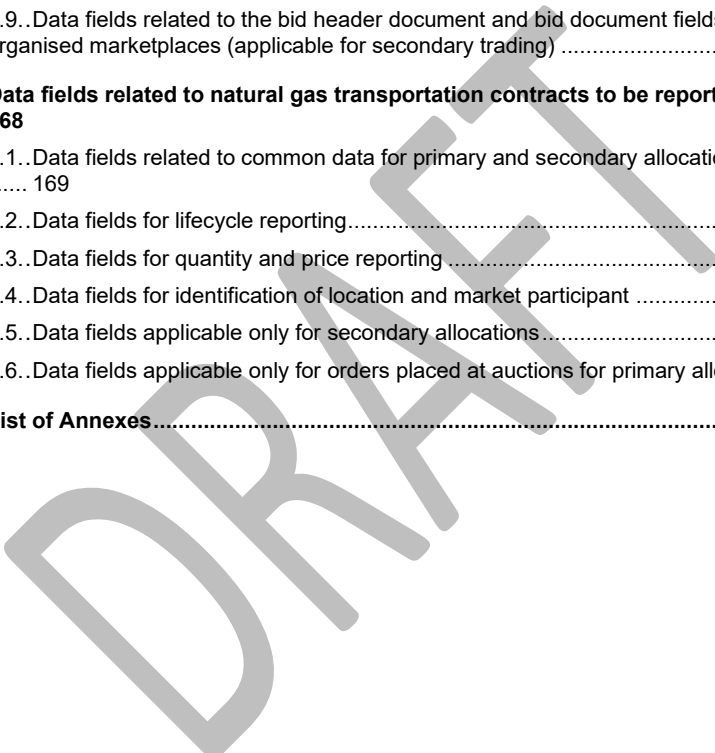 .9..Data fields related to the bid header document and bid document fields
rganised marketplaces (applicable for secondary trading) ..........................
Data fields related to natural gas transportation contracts to be report
68
.1..Data fields related to common data for primary and secondary allocatio
..... 169
.2..Data fields for lifecycle reporting..............................................................
.3..Data fields for quantity and price reporting .............................................
.4..Data fields for identification of location and market participant .............
.5..Data fields applicable only for secondary allocations.............................
.6..Data fields applicable only for orders placed at auctions for primary all
ist of Annexes...............................................................................................
DRAFT